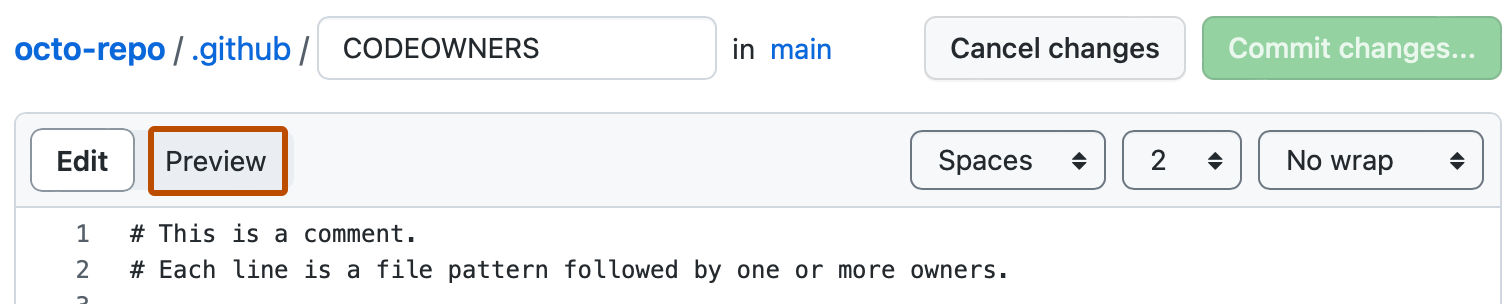 octo-repo / .github / CODEOWNERS in main Cancel changes Commit changes...
Edit Preview Spaces 2 No wrap
1 # This is a comment.
2 # Each line is a file pattern followed by one or more owners.
3